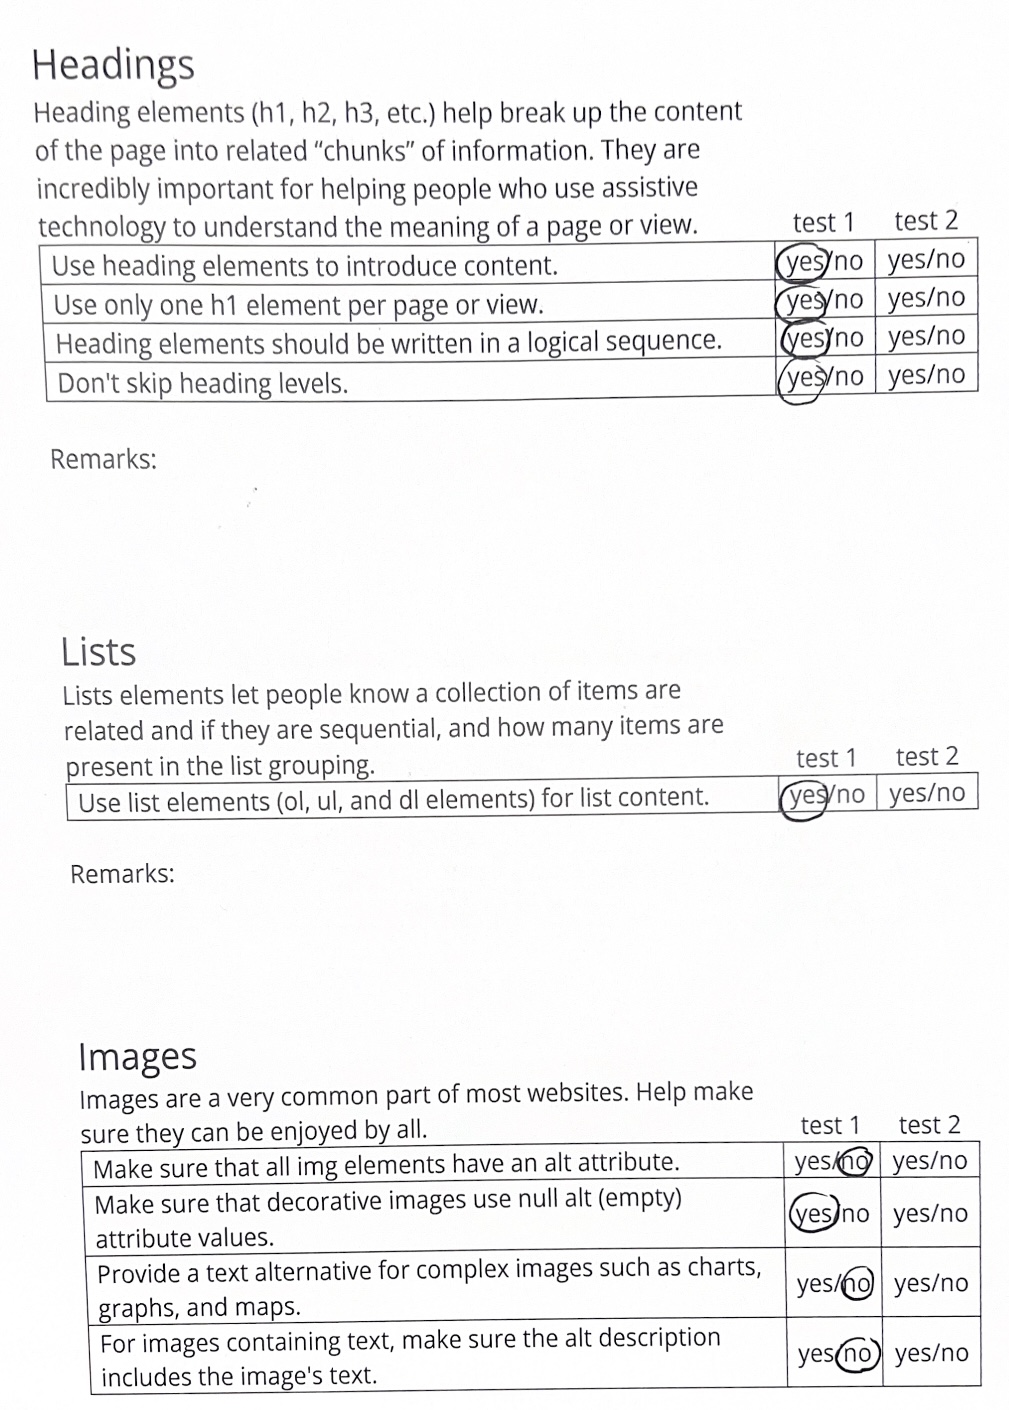 Headings
Heading elements (h1, h2, h3, etc.) help break up the content
of the page into related “chunks” of information. They are
incredibly important for helping people who use assistive
technology to understand the meaning of a page or view. test 1 test 2
Use heading elements to introduce content. yes/no yes/no
Use only one h1 element per page or view. yes/no yes/no
Heading elements should be written in a logical sequence. yes/no yes/no
Don't skip heading levels. yes/no yes/no
Remarks:
Lists
Lists elements let people know a collection of items are
related and if they are sequential, and how many items are
present in the list grouping. test 1 test 2
Use list elements (ol, ul, and dl elements) for list content. yes/no yes/no
Remarks:
Images
Images are a very common part of most websites. Help make
sure they can be enjoyed by all. test 1 test 2
Make sure that all img elements have an alt attribute. yes/no yes/no
Make sure that decorative images use null alt (empty)
attribute values. yes/no yes/no
Provide a text alternative for complex images such as charts,
graphs, and maps. yes/no yes/no
For images containing text, make sure the alt description
includes the image's text. yes/no yes/no